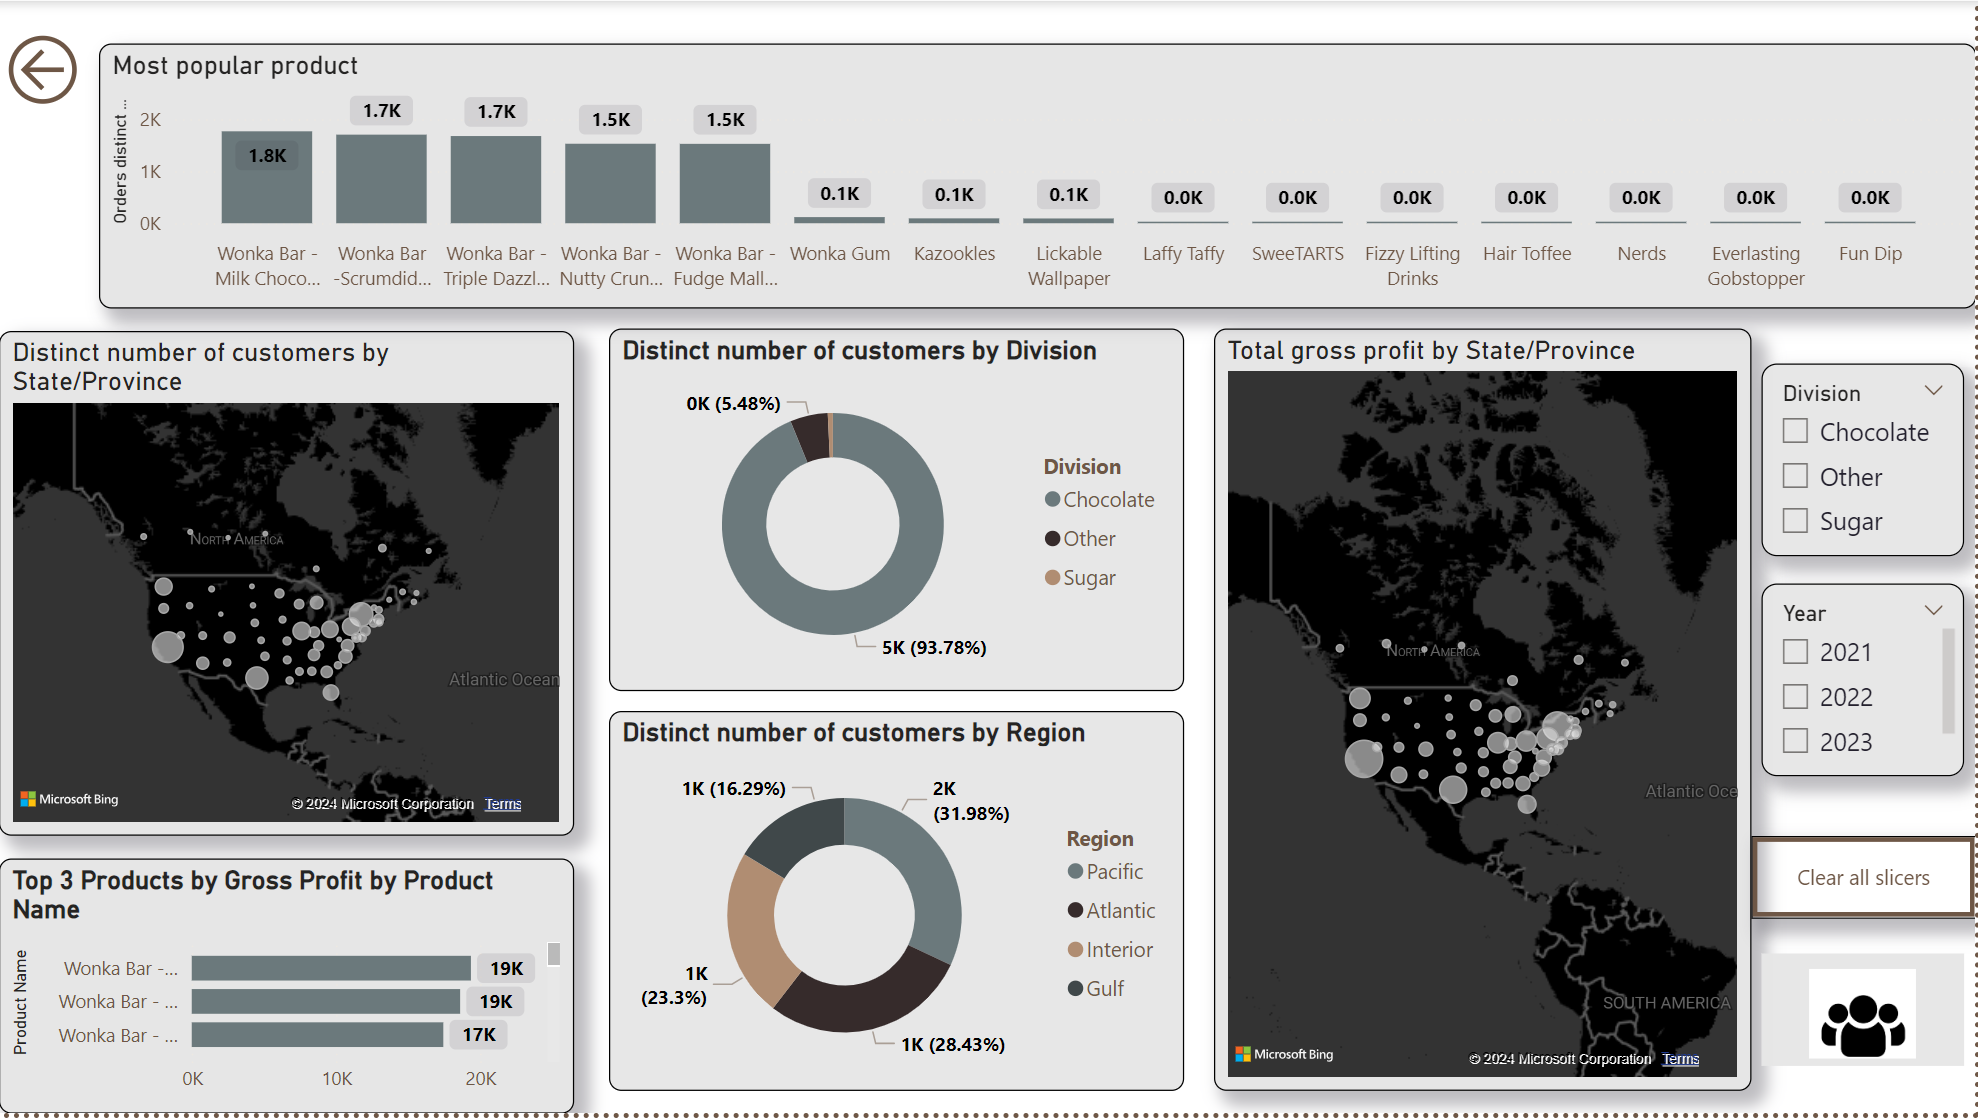 Most popular product
Orders distinct ...
2K
1K
0K
1.8K
1.7K
1.7K
1.5K
1.5K
0.1K
0.1K
0.1K
0.0K
0.0K
0.0K
0.0K
0.0K
0.0K
0.0K
Wonka Bar -
Milk Choco...
Wonka Bar
-Scrumdid...
Wonka Bar -
Triple Dazzl...
Wonka Bar -
Nutty Crun...
Wonka Bar -
Fudge Mall...
Wonka Gum
Kazookles
Lickable
Wallpaper
Laffy Taffy
SweeTARTS
Fizzy Lifting
Drinks
Hair Toffee
Nerds
Everlasting
Gobstopper
Fun Dip
Distinct number of customers by
State/Province
NORTH AMERICA
Atlantic Ocean
Microsoft Bing
© 2024 Microsoft Corporation Terms
Top 3 Products by Gross Profit by Product
Name
Product Name
Wonka Bar -...
19K
Wonka Bar - ...
19K
Wonka Bar - ...
17K
0K
10K
20K
Distinct number of customers by Division
0K (5.48%)
5K (93.78%)
Division
Chocolate
Other
Sugar
Distinct number of customers by Region
1K (16.29%)
2K
(31.98%)
1K
(23.3%)
1K (28.43%)
Region
Pacific
Atlantic
Interior
Gulf
Total gross profit by State/Province
NORTH AMERICA
Atlantic Oce
SOUTH AMERICA
Microsoft Bing
© 2024 Microsoft Corporation Terms
Division
Chocolate
Other
Sugar
Year
2021
2022
2023
Clear all slicers